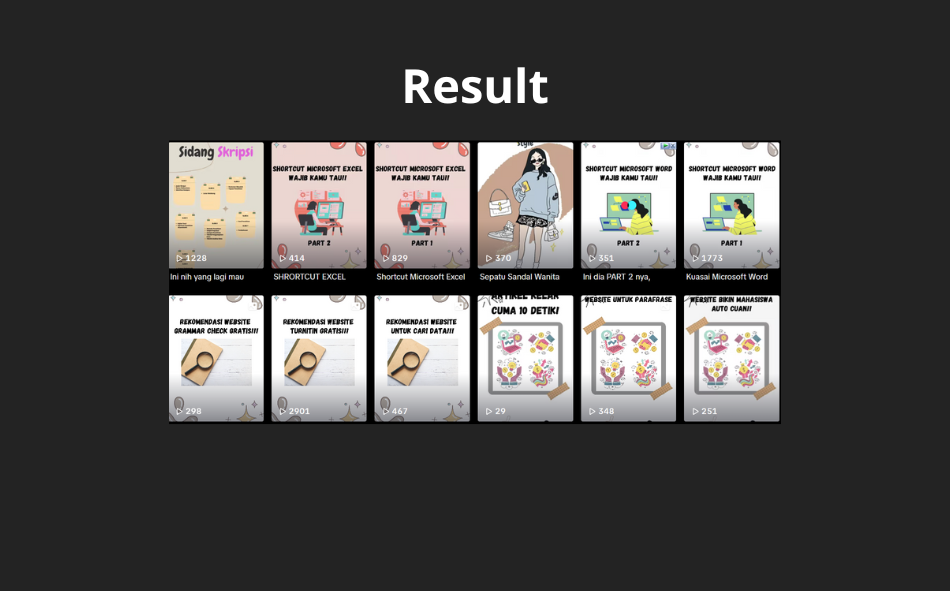 Result
Sidang Skripsi
SHORTCUT MICROSOFT EXCEL
WAJIB KAMU TAU!!
PART 2
414
SHORTCUT MICROSOFT EXCEL
WAJIB KAMU TAU!!
PART 1
829
style
370
SHORTCUT MICROSOFT WORD
WAJIB KAMU TAU!!
PART 2
351
SHORTCUT MICROSOFT WORD
WAJIB KAMU TAU!!
PART 1
1773
1228
Ini nih yang lagi mau
SHRORTCUT EXCEL
Shortcut Microsoft Excel
Sepatu Sandal Wanita
Ini dia PART 2 nya,
Kuasai Microsoft Word
REKOMENDASI WEBSITE
GRAMMAR CHECK GRATIS!!!
298
REKOMENDASI WEBSITE
TURNITIN GRATIS!!!
2901
REKOMENDASI WEBSITE
UNTUK CARI DATA!!!
467
ARTIKEL KELAR
CUMA 10 DETIK!
29
WEBSITE UNTUK PARAFRASE
348
WEBSITE BIKIN MAHASISWA
AUTO CUAN!!
251